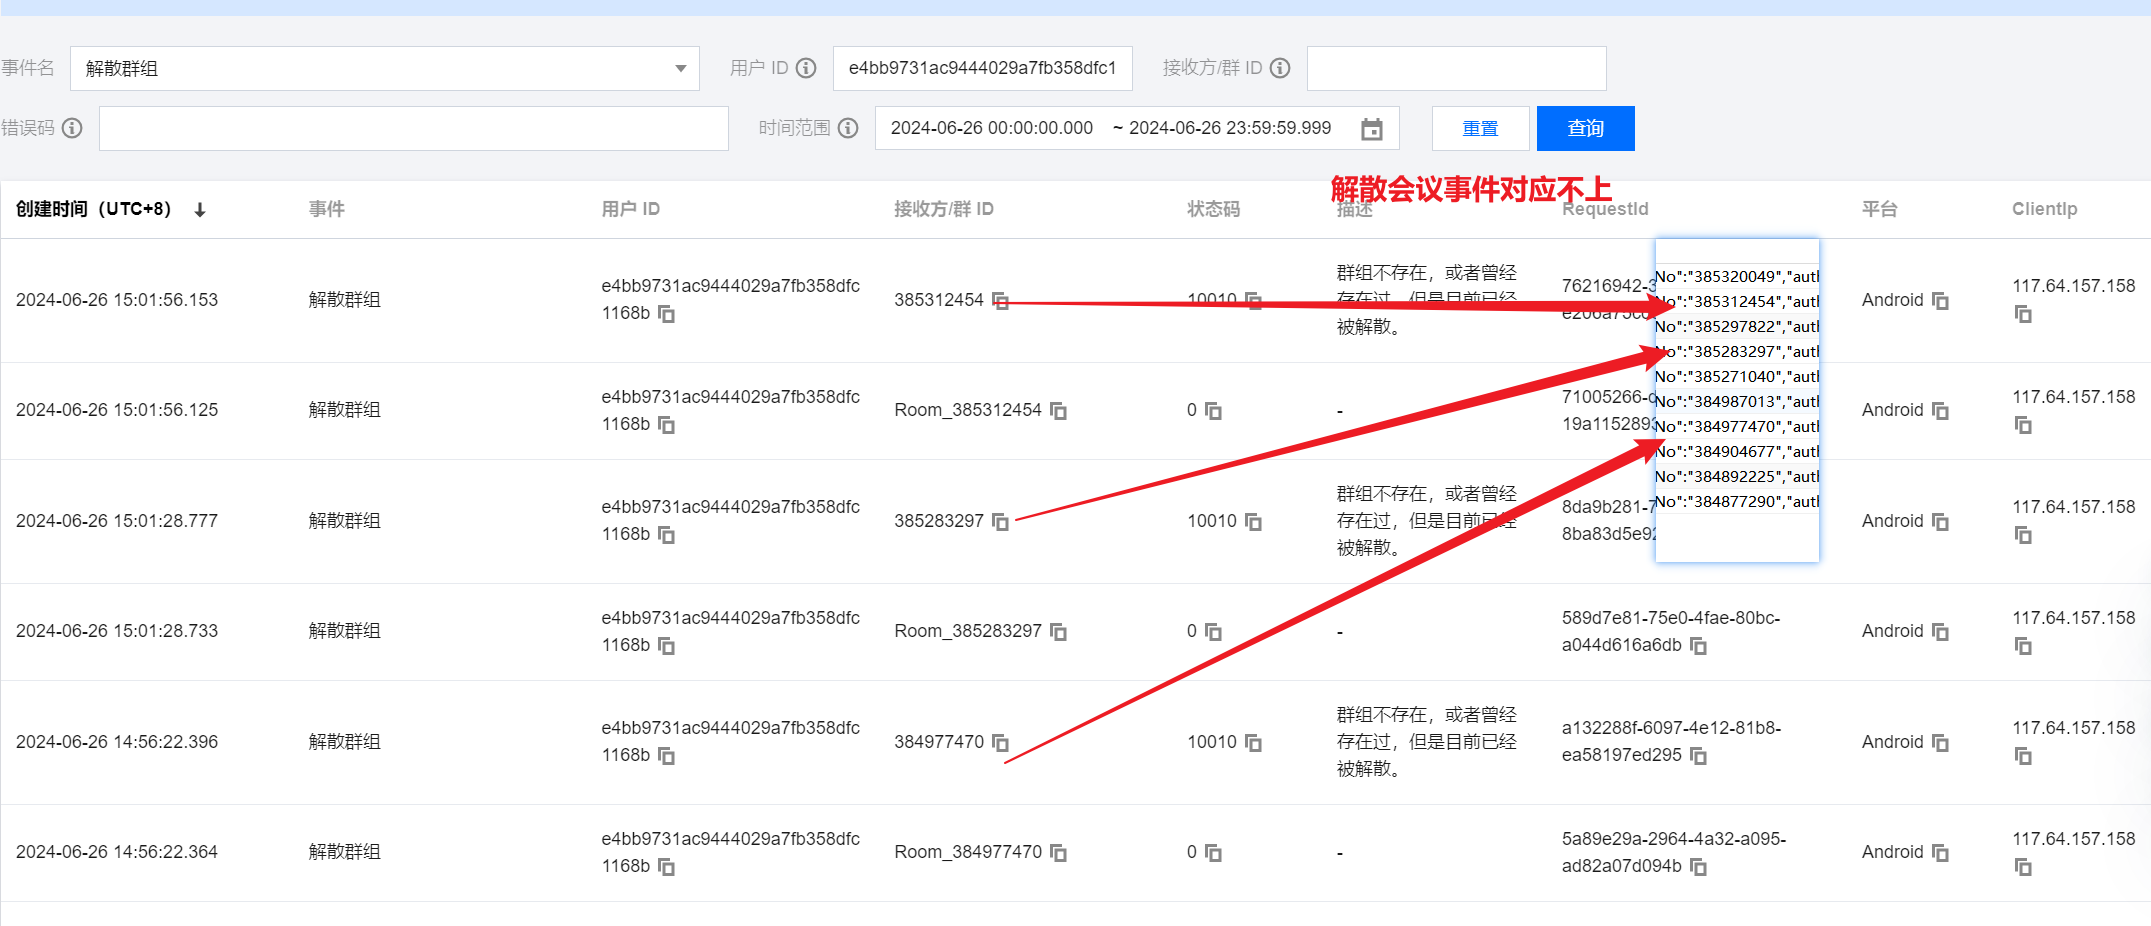 事件名 解散群组 用户 ID e4bb9731ac9444029a7fb358dfc1 接收方/群 ID
错误码 时间范围 2024-06-26 00:00:00.000 ~ 2024-06-26 23:59:59.999 重置 查询
解散会议事件对应不上
创建时间（UTC+8） 事件 用户 ID 接收方/群 ID 状态码 描述 RequestId 平台 ClientIp
2024-06-26 15:01:56.153 解散群组 e4bb9731ac9444029a7fb358dfc
1168b
385312454 10010
群组不存在，或者曾经
存在过，但是目前已经
被解散。
76216942-3
Android 117.64.157.158
2024-06-26 15:01:56.125 解散群组 e4bb9731ac9444029a7fb358dfc
1168b
Room_385312454 0 -
71005266-
19a115289
Android 117.64.157.158
2024-06-26 15:01:28.777 解散群组 e4bb9731ac9444029a7fb358dfc
1168b
385283297 10010
群组不存在，或者曾经
存在过，但是目前已经
被解散。
8da9b281-7
8ba83d5e92
Android 117.64.157.158
2024-06-26 15:01:28.733 解散群组 e4bb9731ac9444029a7fb358dfc
1168b
Room_385283297 0 -
589d7e81-75e0-4fae-80bc-
a044d616a6db
Android 117.64.157.158
2024-06-26 14:56:22.396 解散群组 e4bb9731ac9444029a7fb358dfc
1168b
384977470 10010
群组不存在，或者曾经
存在过，但是目前已经
被解散。
a132288f-6097-4e12-81b8-
ea58197ed295
Android 117.64.157.158
2024-06-26 14:56:22.364 解散群组 e4bb9731ac9444029a7fb358dfc
1168b
Room_384977470 0 -
5a89e29a-2964-4a32-a095-
ad82a07d094b
Android 117.64.157.158
No":"385320049","auth
No":"385312454","auth
No":"385297822","auth
No":"385283297","auth
No":"385271040","auth
No":"384987013","auth
No":"384977470","auth
No":"384904677","auth
No":"384892225","auth
No":"384877290","auth